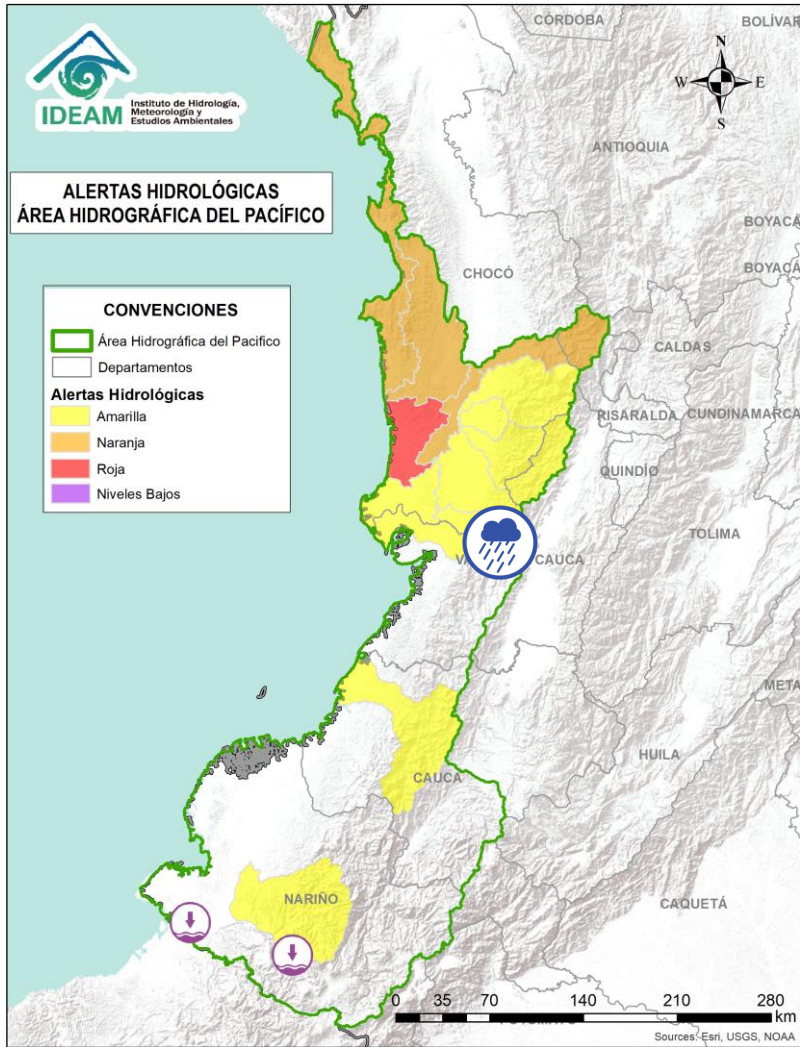 CÓRDOBA
BOLÍVAR
N
W E
S
IDEAM
Instituto de Hidrología,
Meteorología y
Estudios Ambientales
ANTIOQUIA
ALERTAS HIDROLÓGICAS
ÁREA HIDROGRÁFICA DEL PACÍFICO
BOYACÁ
BOYACÁ
CHOCÓ
CONVENCIONES
Área Hidrográfica del Pacifico
Departamentos
Alertas Hidrológicas
Amarilla
Naranja
Roja
Niveles Bajos
CALDAS
RISARALDA
CUNDINAMARCA
QUINDÍO
TOLIMA
CAUCA
META
HUILA
CAUCA
NARIÑO
CAQUETÁ
0 35 70 140 210 280
km
Sources: Esri, USGS, NOAA